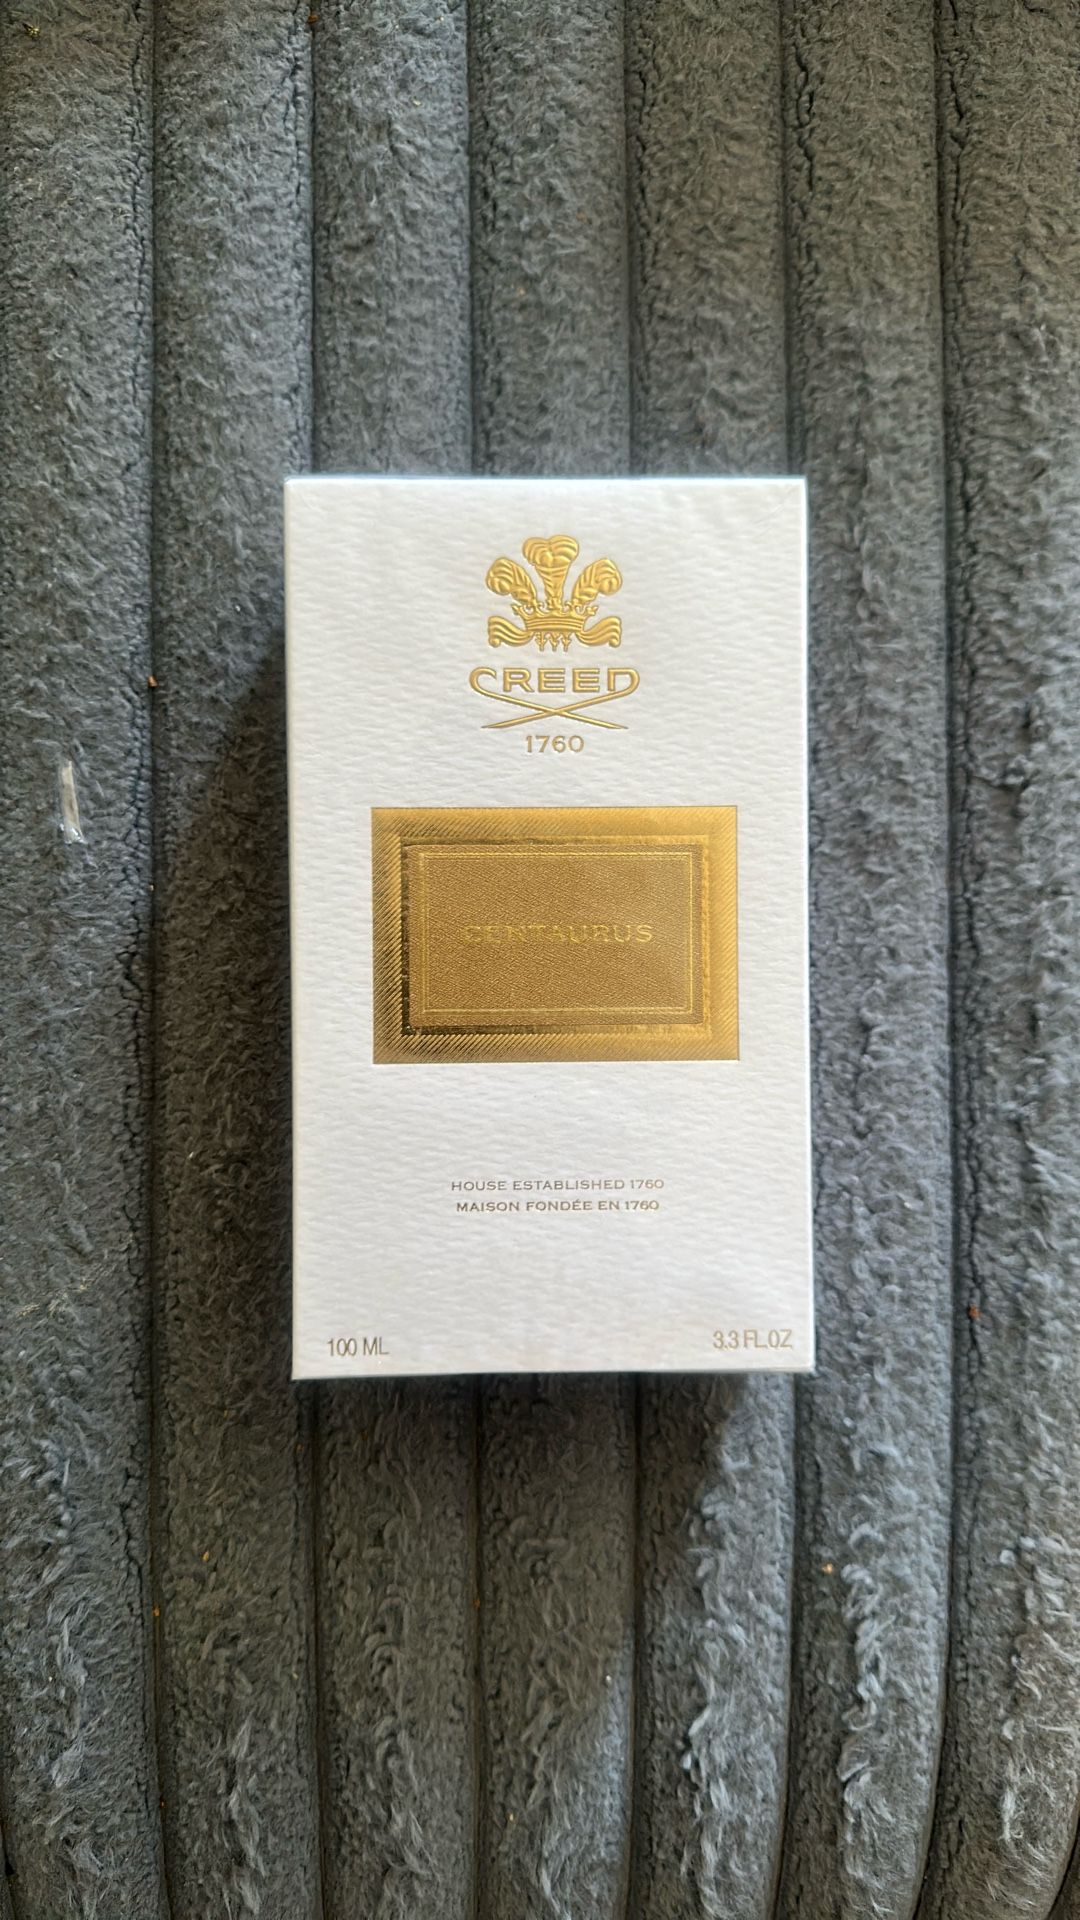 CREED
1760
CENTAURUS
HOUSE ESTABLISHED 1760
MAISON FONDÉE EN 1760
100 ML
3.3 FL.OZ